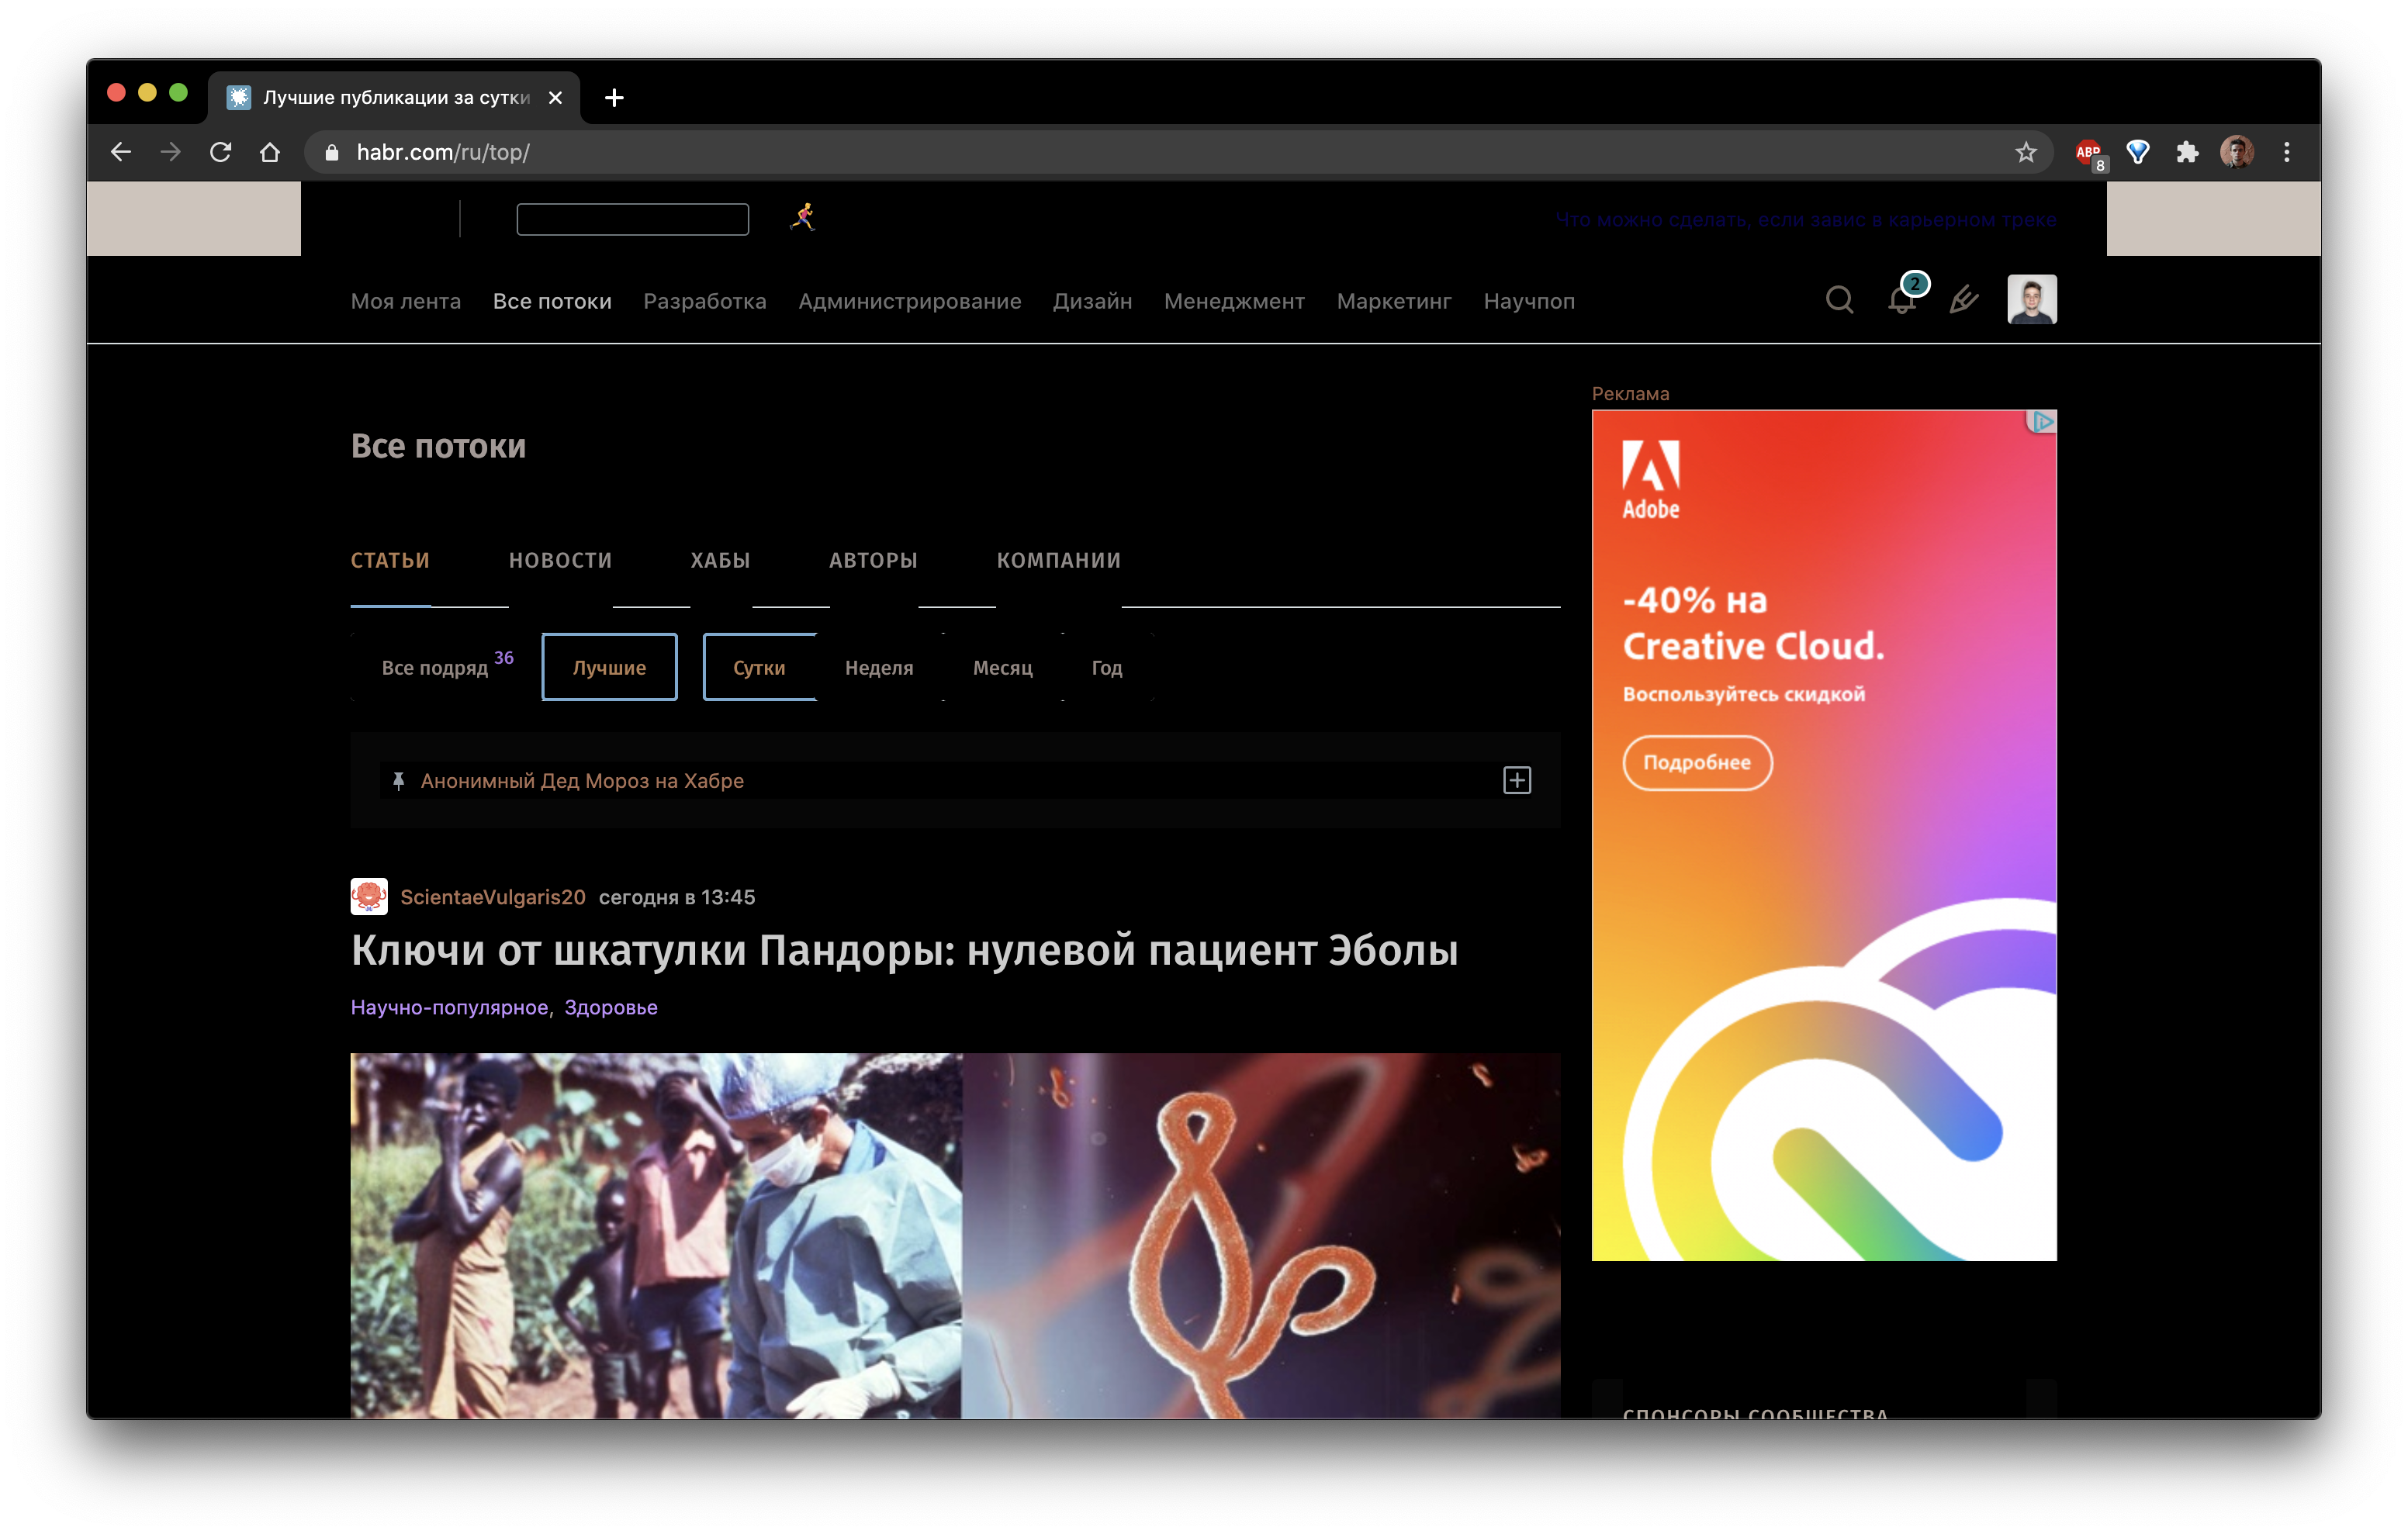 Лучшие публикации за сутки
habr.com/ru/top/
ABP
8
Что можно сделать, если завис в карьерном треке
Моя лента Все потоки Разработка Администрирование Дизайн Менеджмент Маркетинг Научпоп
2
Реклама
Все потоки
СТАТЬИ НОВОСТИ ХАБЫ АВТОРЫ КОМПАНИИ
Все подряд 36 Лучшие Сутки Неделя Месяц Год
Анонимный Дед Мороз на Хабре
ScientaeVulgaris20 сегодня в 13:45
Ключи от шкатулки Пандоры: нулевой пациент Эболы
Научно-популярное, Здоровье
Adobe
-40% на
Creative Cloud.
Воспользуйтесь скидкой
Подробнее
СПОНСОРЫ СООБЩЕСТВА